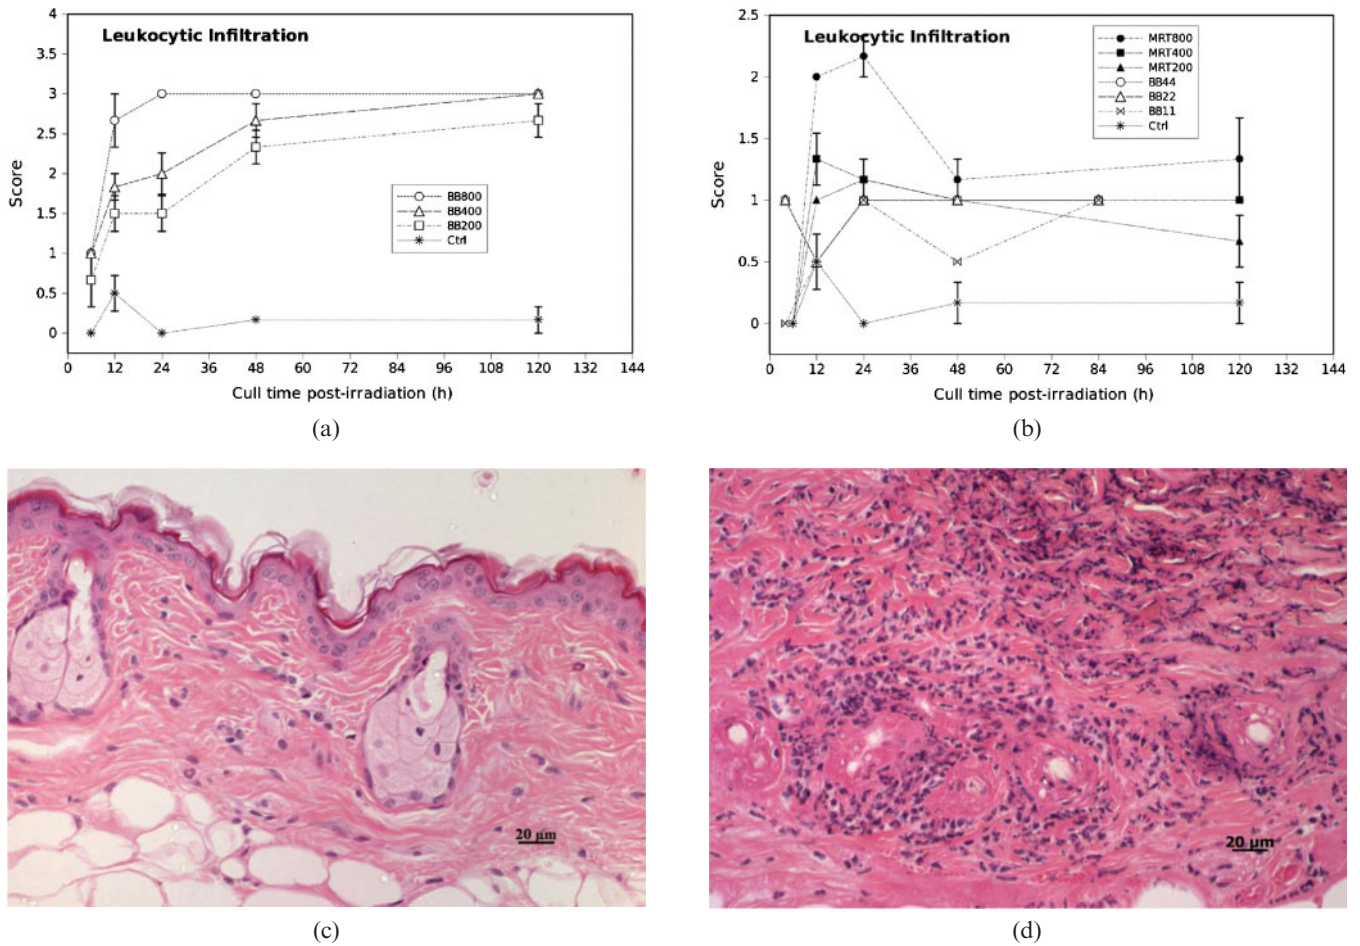 Leukocytic Infiltration
4
3.5
3
2.5
2
1.5
1
0.5
0
Score
BB800
BB400
BB200
Ctrl
0 12 24 36 48 60 72 84 96 108 120 132 144
Cull time post-irradiation (h)
(a)
Leukocytic Infiltration
2.5
2
1.5
1
0.5
0
Score
MRT800
MRT400
MRT200
BB44
BB22
BB11
Ctrl
0 12 24 36 48 60 72 84 96 108 120 132 144
Cull time post-irradiation (h)
(b)
20 μm
(c)
20 μm
(d)